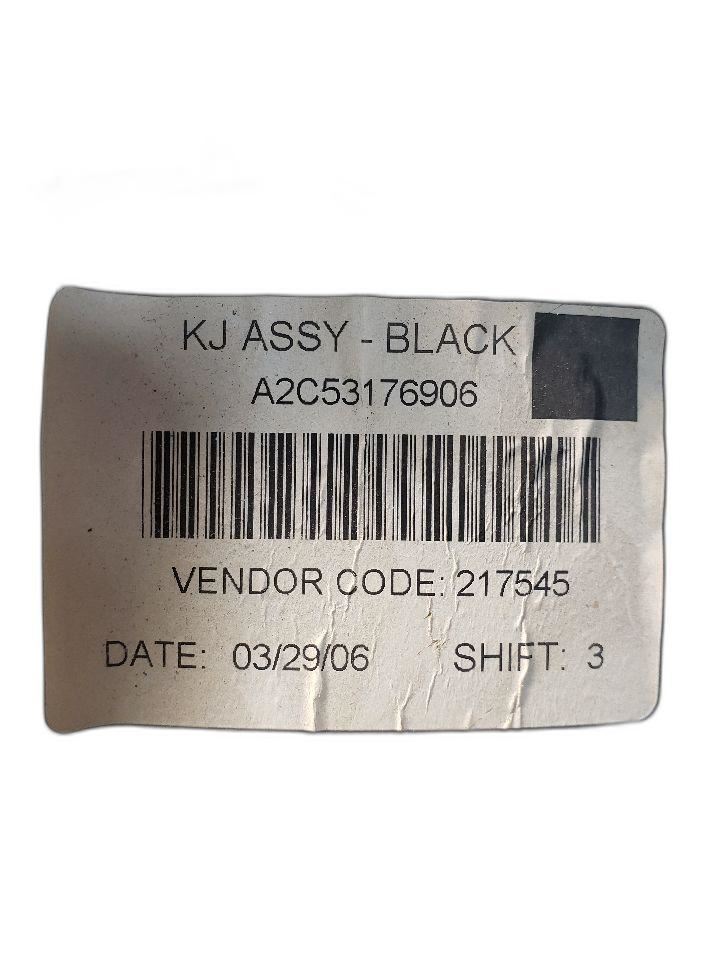 KJ ASSY - BLACK
A2C53176906
VENDOR CODE: 217545
DATE: 03/29/06 SHIFT: 3